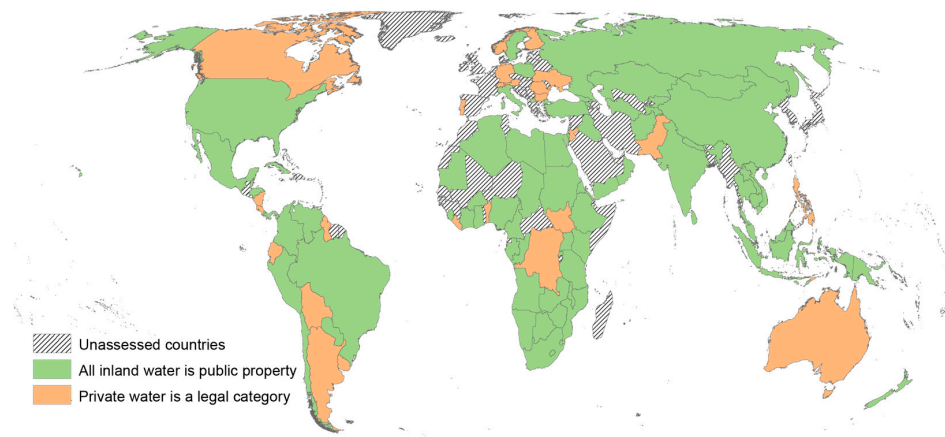 Unassessed countries
All inland water is public property
Private water is a legal category